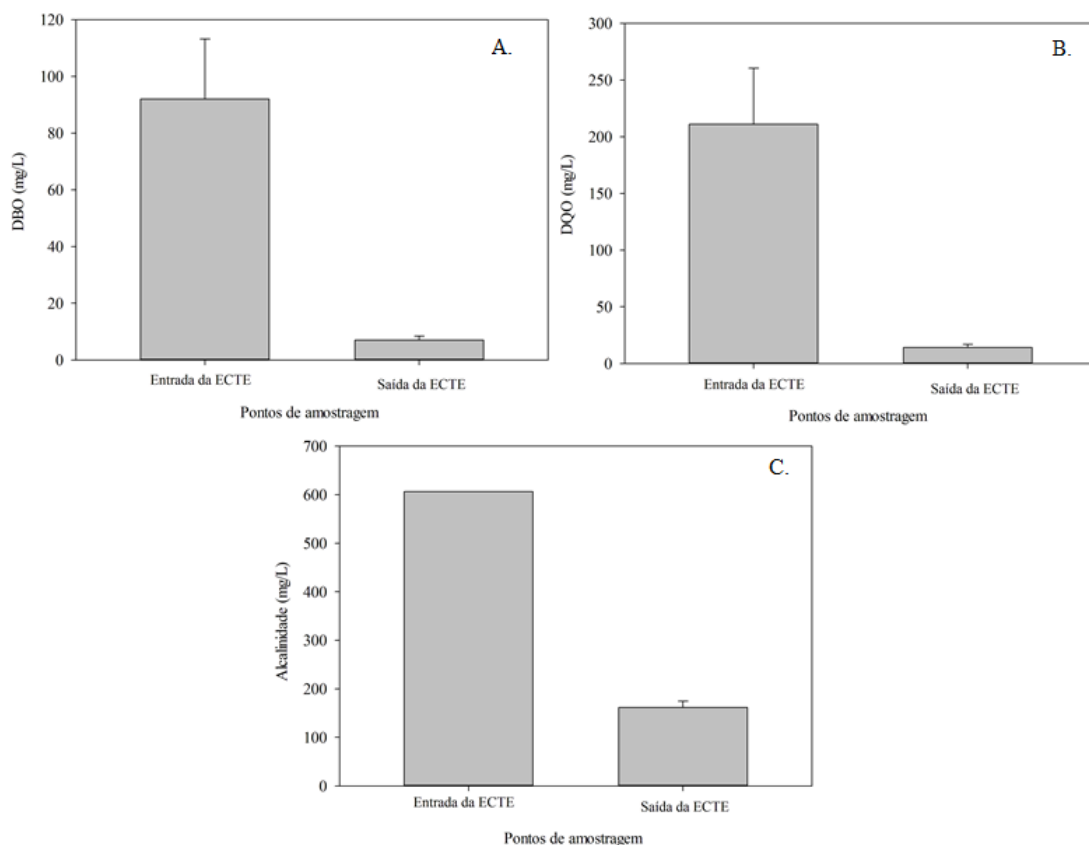 A.
DBO (mg/L)
120
100
80
60
40
20
0
Entrada da ECTE
Saída da ECTE
Pontos de amostragem
B.
DQO (mg/L)
300
250
200
150
100
50
0
Entrada da ECTE
Saída da ECTE
Pontos de amostragem
C.
Alcalinidade (mg/L)
700
600
500
400
300
200
100
0
Entrada da ECTE
Saída da ECTE
Pontos de amostragem